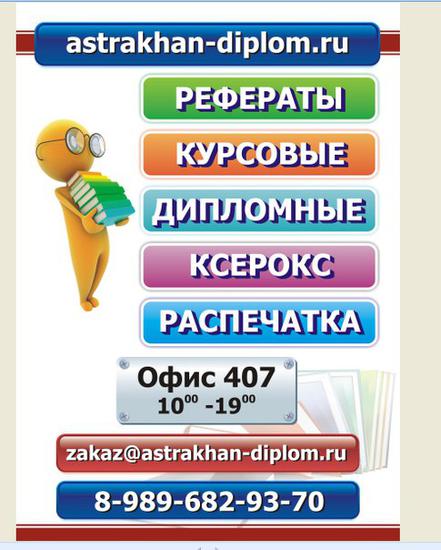 astrakhan-diplom.ru
РЕФЕРАТЫ
КУРСОВЫЕ
ДИПЛОМНЫЕ
КСЕРОКС
РАСПЕЧАТКА
Офис 407
10⁰⁰ -19⁰⁰
zakaz@astrakhan-diplom.ru
8-989-682-93-70